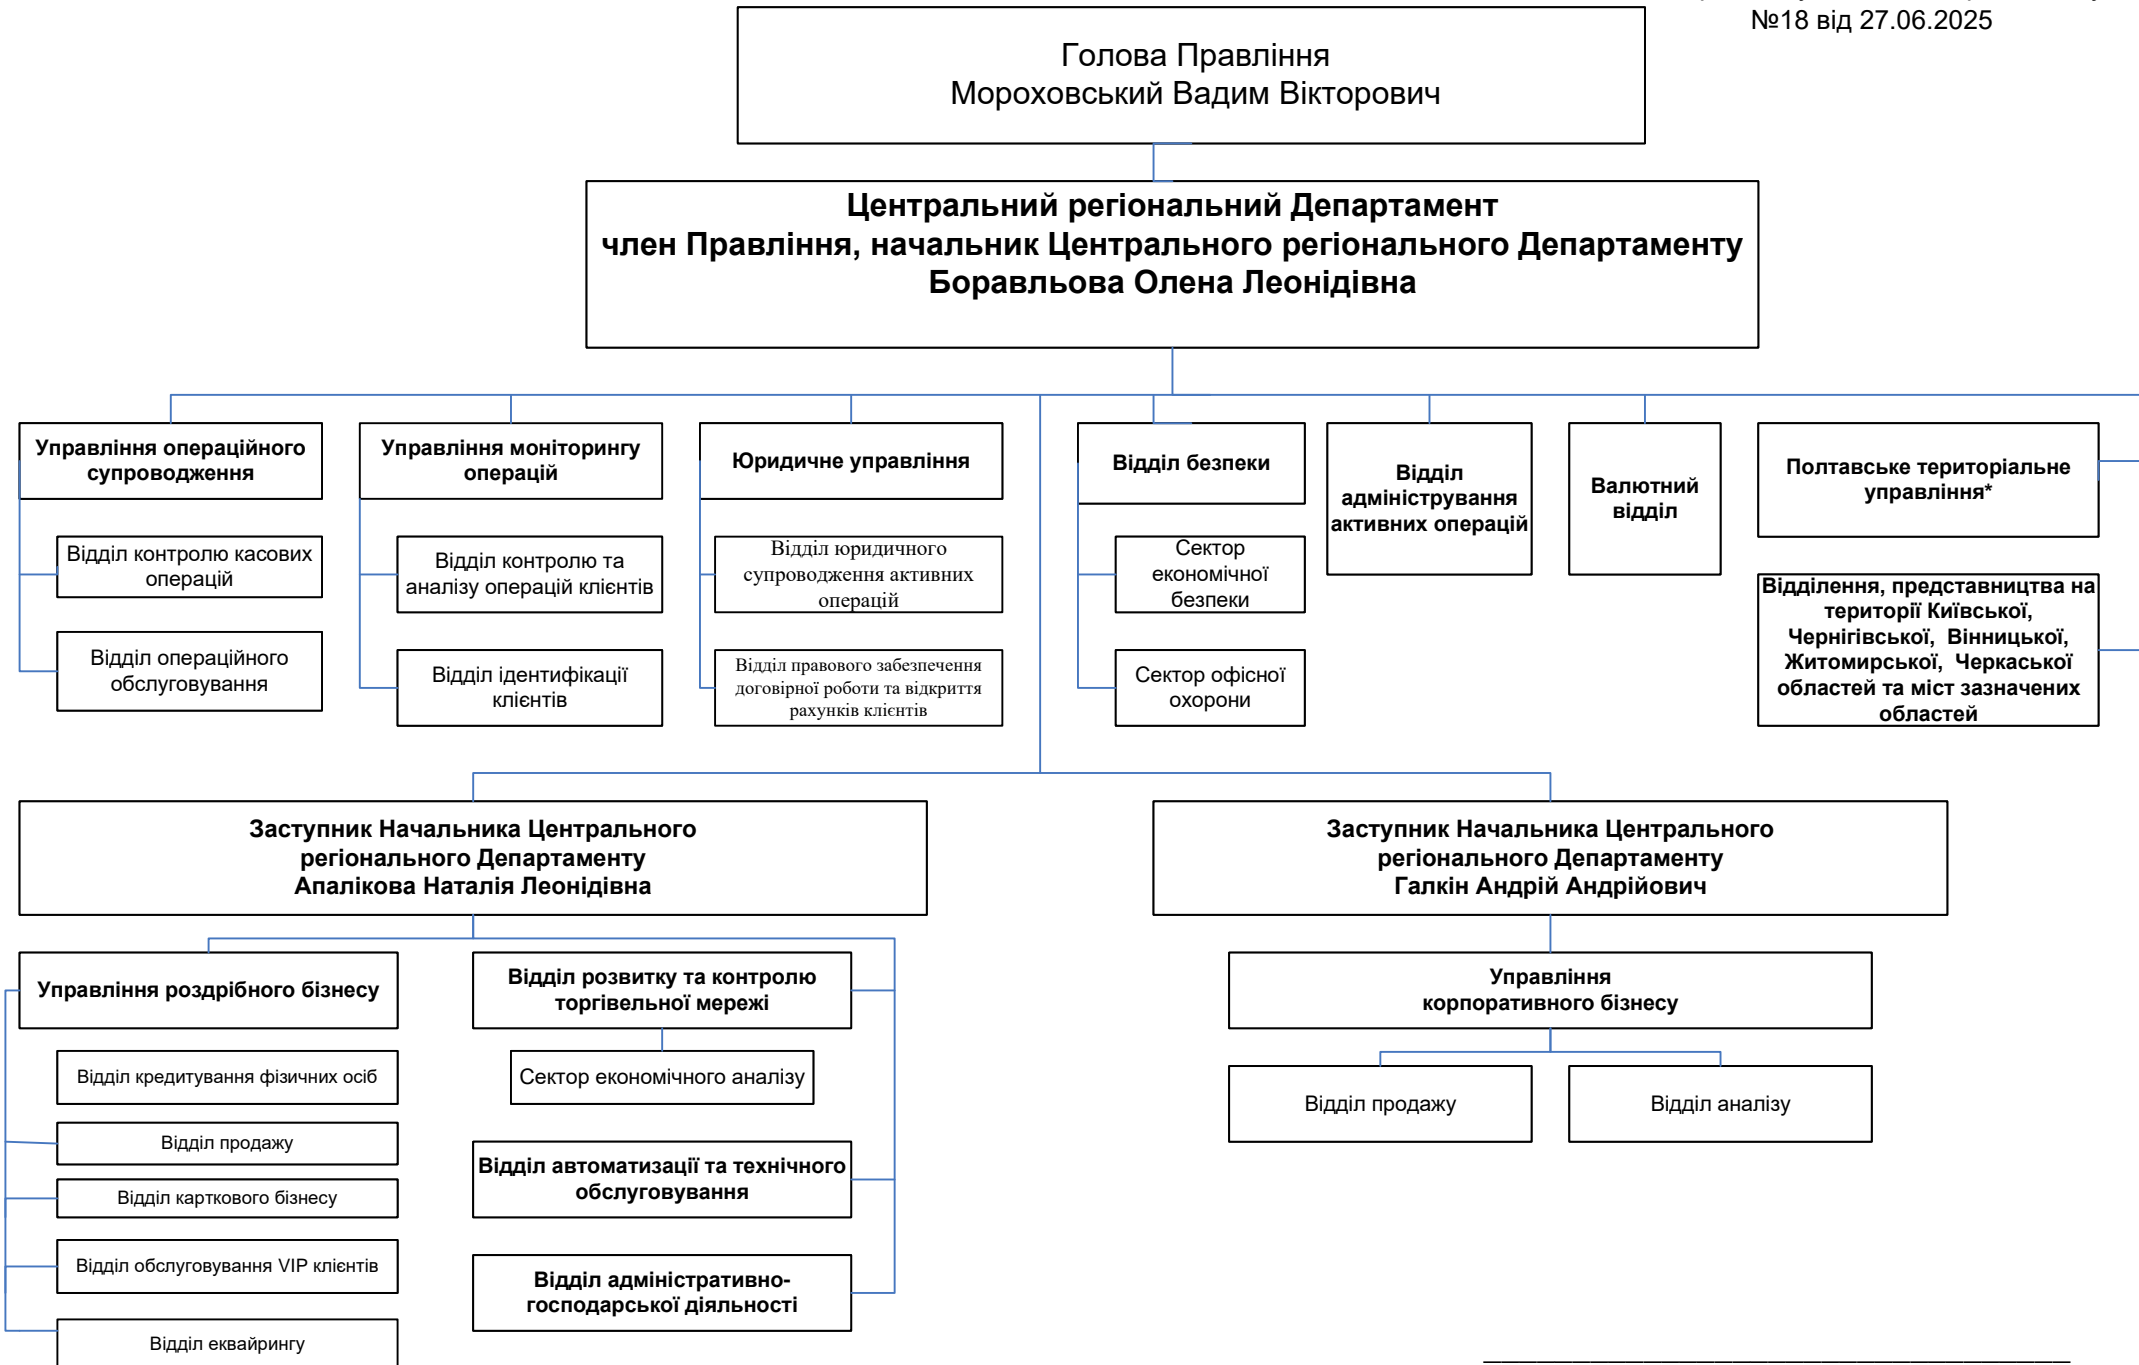 №18 від 27.06.2025
Голова Правління
Мороховський Вадим Вікторович
Центральний регіональний Департамент
член Правління, начальник Центрального регіонального Департаменту
Боравльова Олена Леонідівна
Управління операційного
супроводження
Управління моніторингу
операцій
Юридичне управління
Відділ безпеки
Відділ
адміністрування
активних операцій
Валютний
відділ
Полтавське територіальне
управління*
Відділ контролю касових
операцій
Відділ контролю та
аналізу операцій клієнтів
Відділ юридичного
супроводження активних
операцій
Сектор
економічної
безпеки
Відділення, представництва на
території Київської,
Чернігівської, Вінницької,
Житомирської, Черкаської
областей та міст зазначених
областей
Відділ операційного
обслуговування
Відділ ідентифікації
клієнтів
Відділ правового забезпечення
договірної роботи та відкриття
рахунків клієнтів
Сектор офісної
охорони
Заступник Начальника Центрального
регіонального Департаменту
Апалікова Наталія Леонідівна
Заступник Начальника Центрального
регіонального Департаменту
Галкін Андрій Андрійович
Управління роздрібного бізнесу
Відділ розвитку та контролю
торгівельної мережі
Управління
корпоративного бізнесу
Відділ кредитування фізичних осіб
Сектор економічного аналізу
Відділ продажу
Відділ аналізу
Відділ продажу
Відділ автоматизації та технічного
обслуговування
Відділ карткового бізнесу
Відділ обслуговування VIP клієнтів
Відділ адміністративно-
господарської діяльності
Відділ еквайрингу